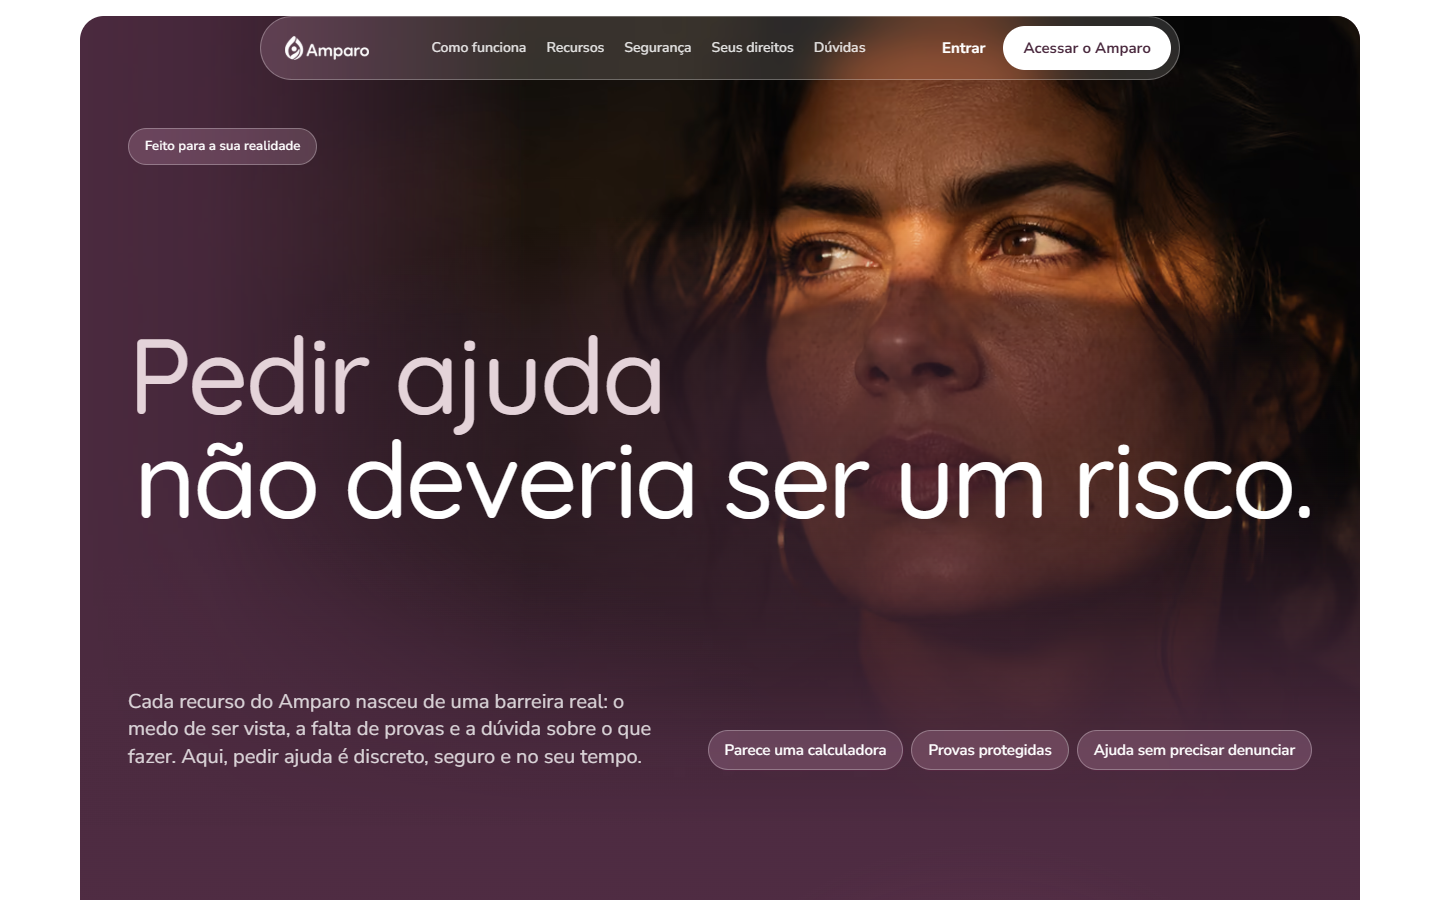 Amparo
Como funciona
Recursos
Segurança
Seus direitos
Dúvidas
Entrar
Acessar o Amparo
Feito para a sua realidade
Pedir ajuda
não deveria ser um risco.
Cada recurso do Amparo nasceu de uma barreira real: o
medo de ser vista, a falta de provas e a dúvida sobre o que
fazer. Aqui, pedir ajuda é discreto, seguro e no seu tempo.
Parece uma calculadora
Provas protegidas
Ajuda sem precisar denunciar